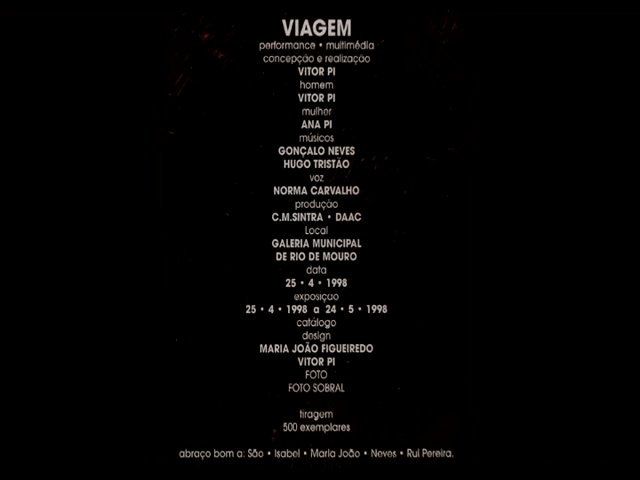 VIAGEM
performance • multimédia
concepção e realização
VITOR PI
homem
VITOR PI
mulher
ANA PI
músicos
GONÇALO NEVES
HUGO TRISTÃO
voz
NORMA CARVALHO
produção
C.M.SINTRA • DAAC
Local
GALERIA MUNICIPAL
DE RIO DE MOURO
data
25 • 4 • 1998
exposiçao
25 • 4 • 1998 a 24 • 5 • 1998
catálogo
design
MARIA JOÃO FIGUEIREDO
VITOR PI
FOTO
FOTO SOBRAL
tiragem
500 exemplares
abraço bom a: São • Isabel • Maria João • Neves • Rui Pereira.